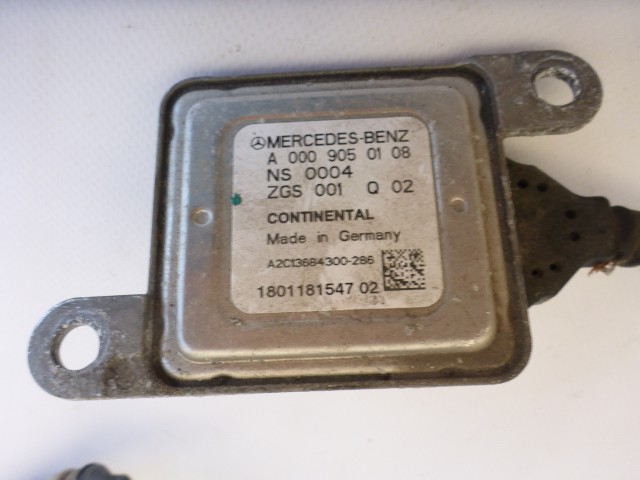 MERCEDES-BENZ
A 000 905 01 08
NS 0004
ZGS 001 Q 02
CONTINENTAL
Made in Germany
A2C13684300-286
1801181547 02